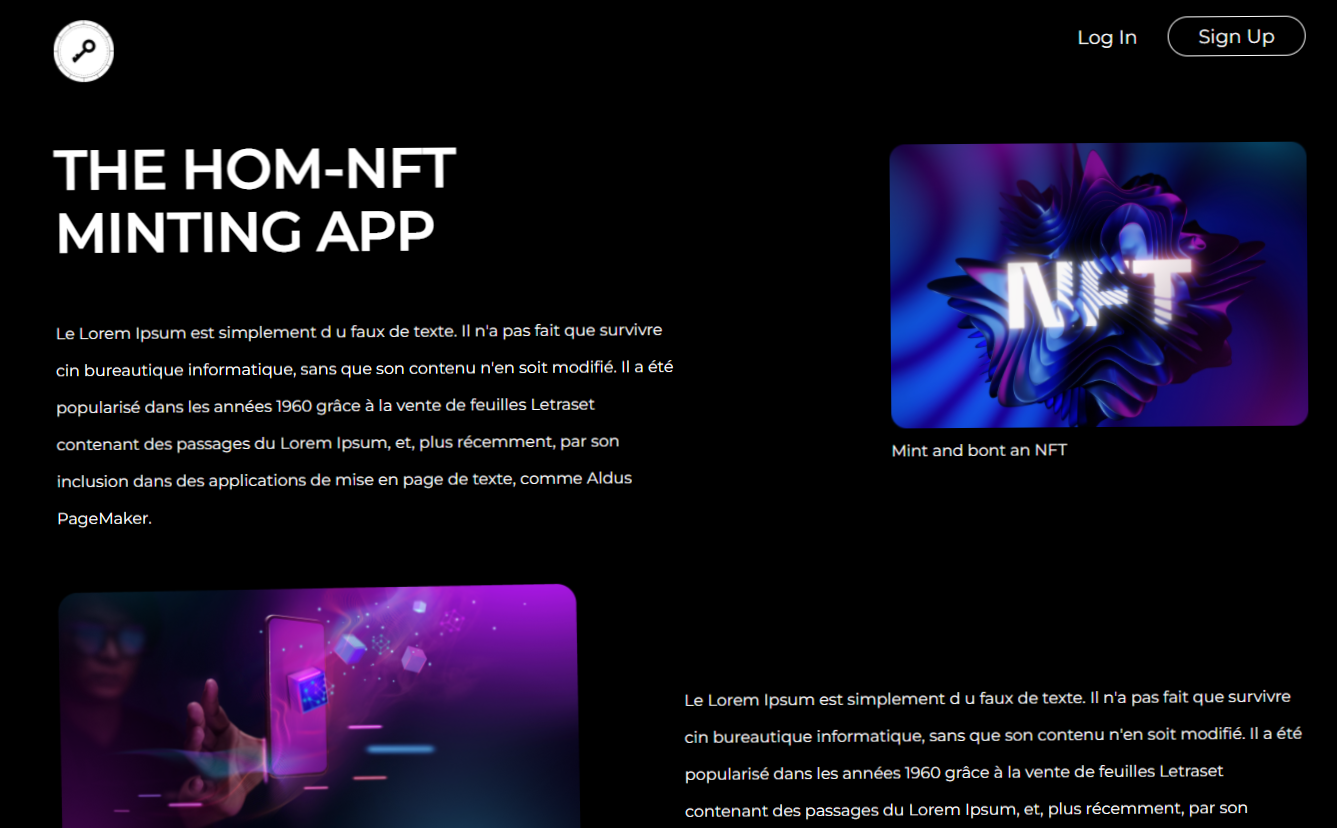 Log In
Sign Up
THE HOM-NFT
MINTING APP
NFT
Mint and bont an NFT
Le Lorem Ipsum est simplement d u faux de texte. Il n'a pas fait que survivre
cin bureautique informatique, sans que son contenu n'en soit modifié. Il a été
popularisé dans les années 1960 grâce à la vente de feuilles Letraset
contenant des passages du Lorem Ipsum, et, plus récemment, par son
inclusion dans des applications de mise en page de texte, comme Aldus
PageMaker.
Le Lorem Ipsum est simplement d u faux de texte. Il n'a pas fait que survivre
cin bureautique informatique, sans que son contenu n'en soit modifié. Il a été
popularisé dans les années 1960 grâce à la vente de feuilles Letraset
contenant des passages du Lorem Ipsum, et, plus récemment, par son